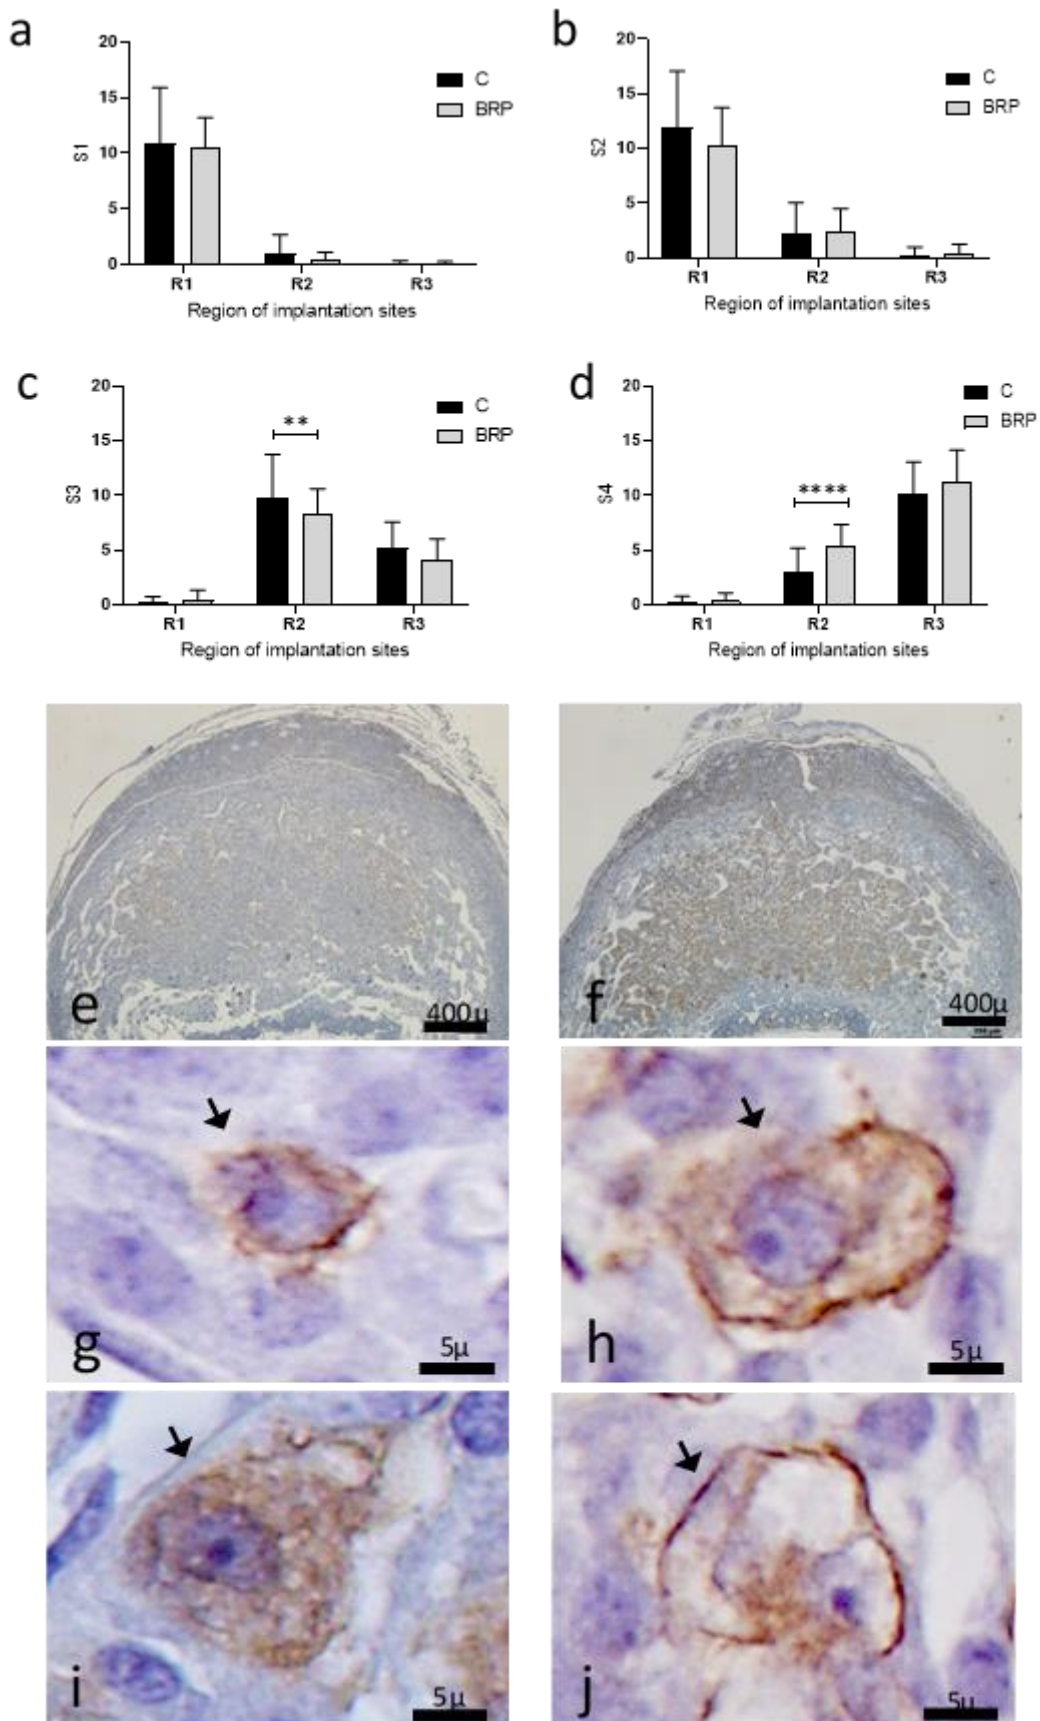 a
20
15
10
5
0
S1
C
BRP
R1 R2 R3
Region of implantation sites
b
20
15
10
5
0
S2
C
BRP
R1 R2 R3
Region of implantation sites
c
20
15
10
5
0
S3
**
C
BRP
R1 R2 R3
Region of implantation sites
d
20
15
10
5
0
S4
****
C
BRP
R1 R2 R3
Region of implantation sites
e
400µ
f
400µ
g
5µ
h
5µ
i
5µ
j
5µ